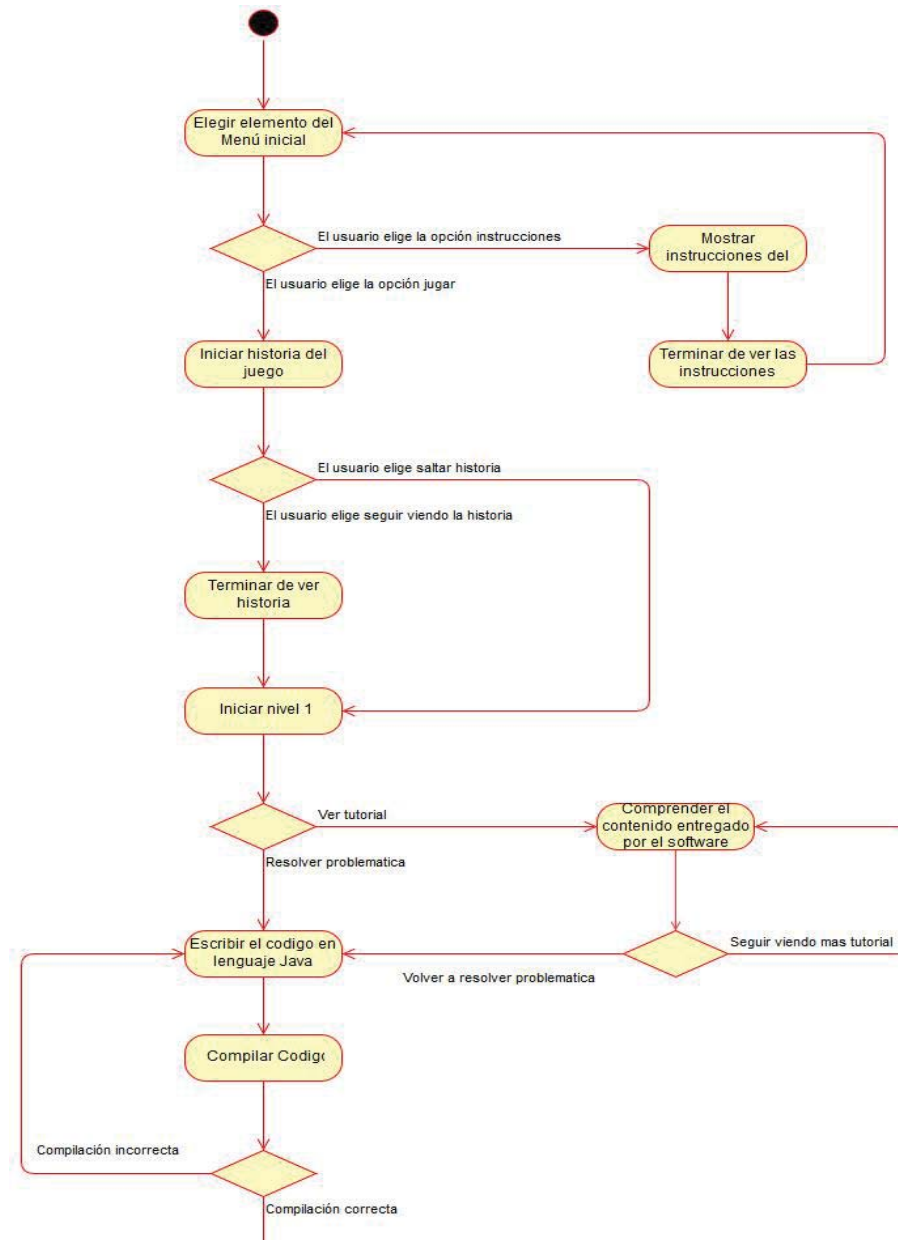 Elegir elemento del
Menú inicial
El usuario elige la opción instrucciones
Mostrar
instrucciones del
El usuario elige la opción jugar
Iniciar historia del
juego
Terminar de ver las
instrucciones
El usuario elige saltar historia
El usuario elige seguir viendo la historia
Terminar de ver
historia
Iniciar nivel 1
Ver tutorial
Comprender el
contenido entregado
por el software
Resolver problematica
Escribir el codigo en
lenguaje Java
Seguir viendo mas tutorial
Volver a resolver problematica
Compilar Codigo
Compilación incorrecta
Compilación correcta